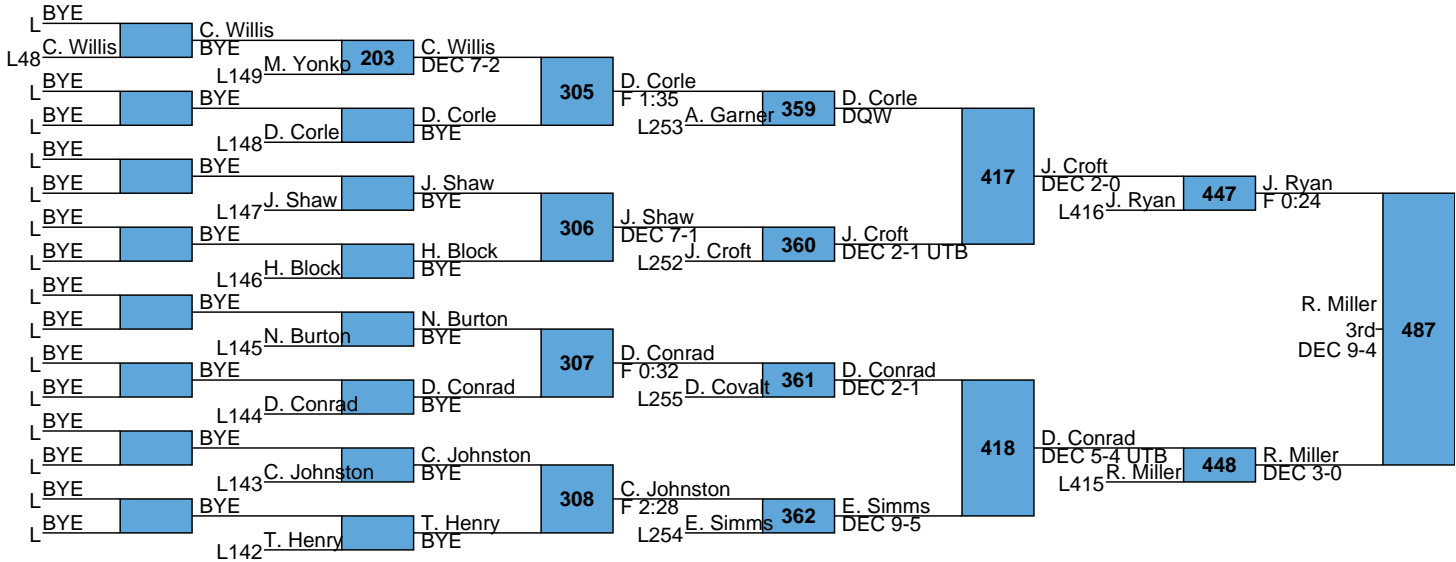 BYE
L
C. Willis
L48
BYE
L
BYE
L
BYE
L
BYE
L
BYE
L
BYE
L
BYE
L
BYE
L
BYE
L
BYE
L
BYE
L
BYE
L
BYE
L
BYE
L
C. Willis
BYE
M. Yonko
L149
203
BYE
D. Corle
L148
BYE
J. Shaw
L147
BYE
H. Block
L146
BYE
N. Burton
L145
BYE
D. Conrad
L144
BYE
C. Johnston
L143
BYE
T. Henry
L142
C. Willis
DEC 7-2
D. Corle
BYE
305
J. Shaw
BYE
H. Block
BYE
306
N. Burton
BYE
D. Conrad
BYE
307
C. Johnston
BYE
T. Henry
BYE
308
D. Corle
F 1:35
A. Garner
L253
359
J. Shaw
DEC 7-1
J. Croft
L252
360
D. Conrad
F 0:32
D. Covalt
L255
361
C. Johnston
F 2:28
E. Simms
L254
362
D. Corle
DQW
J. Croft
DEC 2-1 UTB
417
D. Conrad
DEC 2-1
E. Simms
DEC 9-5
418
J. Croft
DEC 2-0
J. Ryan
L416
447
D. Conrad
DEC 5-4 UTB
R. Miller
L415
448
J. Ryan
F 0:24
R. Miller
DEC 3-0
R. Miller
3rd
DEC 9-4
487